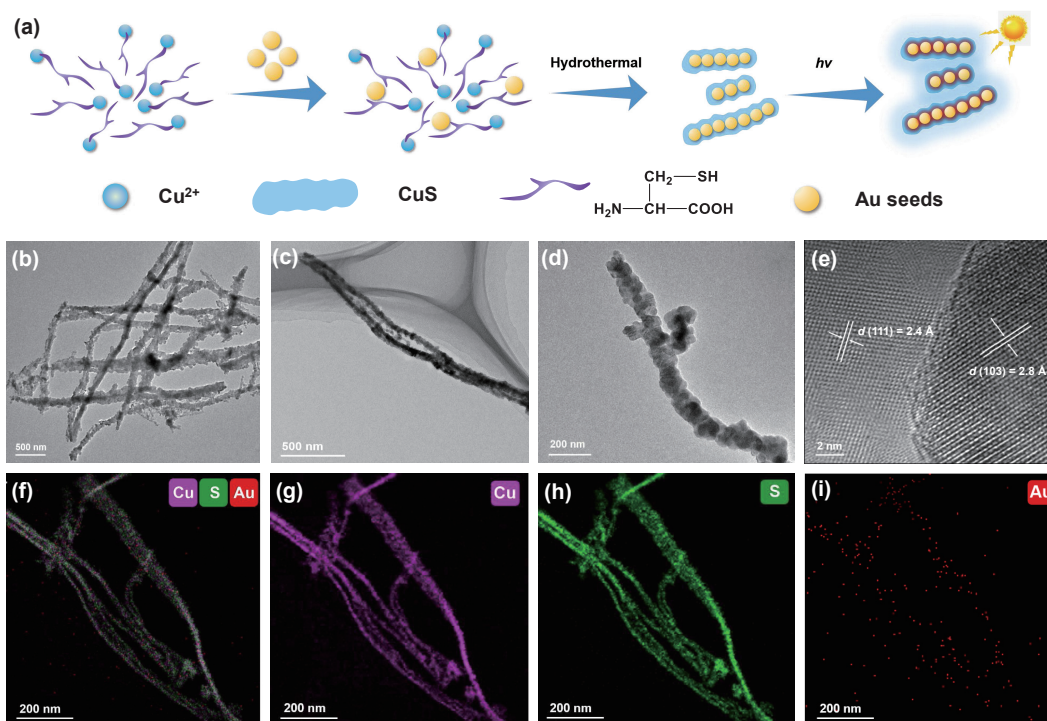 (a)
Hydrothermal
hv
Cu²⁺
CuS
CH₂—SH
H₂N—CH—COOH
Au seeds
(b)
500 nm
(c)
500 nm
(d)
200 nm
(e)
d (111) = 2.4 Å
d (103) = 2.8 Å
2 nm
(f)
Cu S Au
200 nm
(g)
Cu
200 nm
(h)
S
200 nm
(i)
Au
200 nm